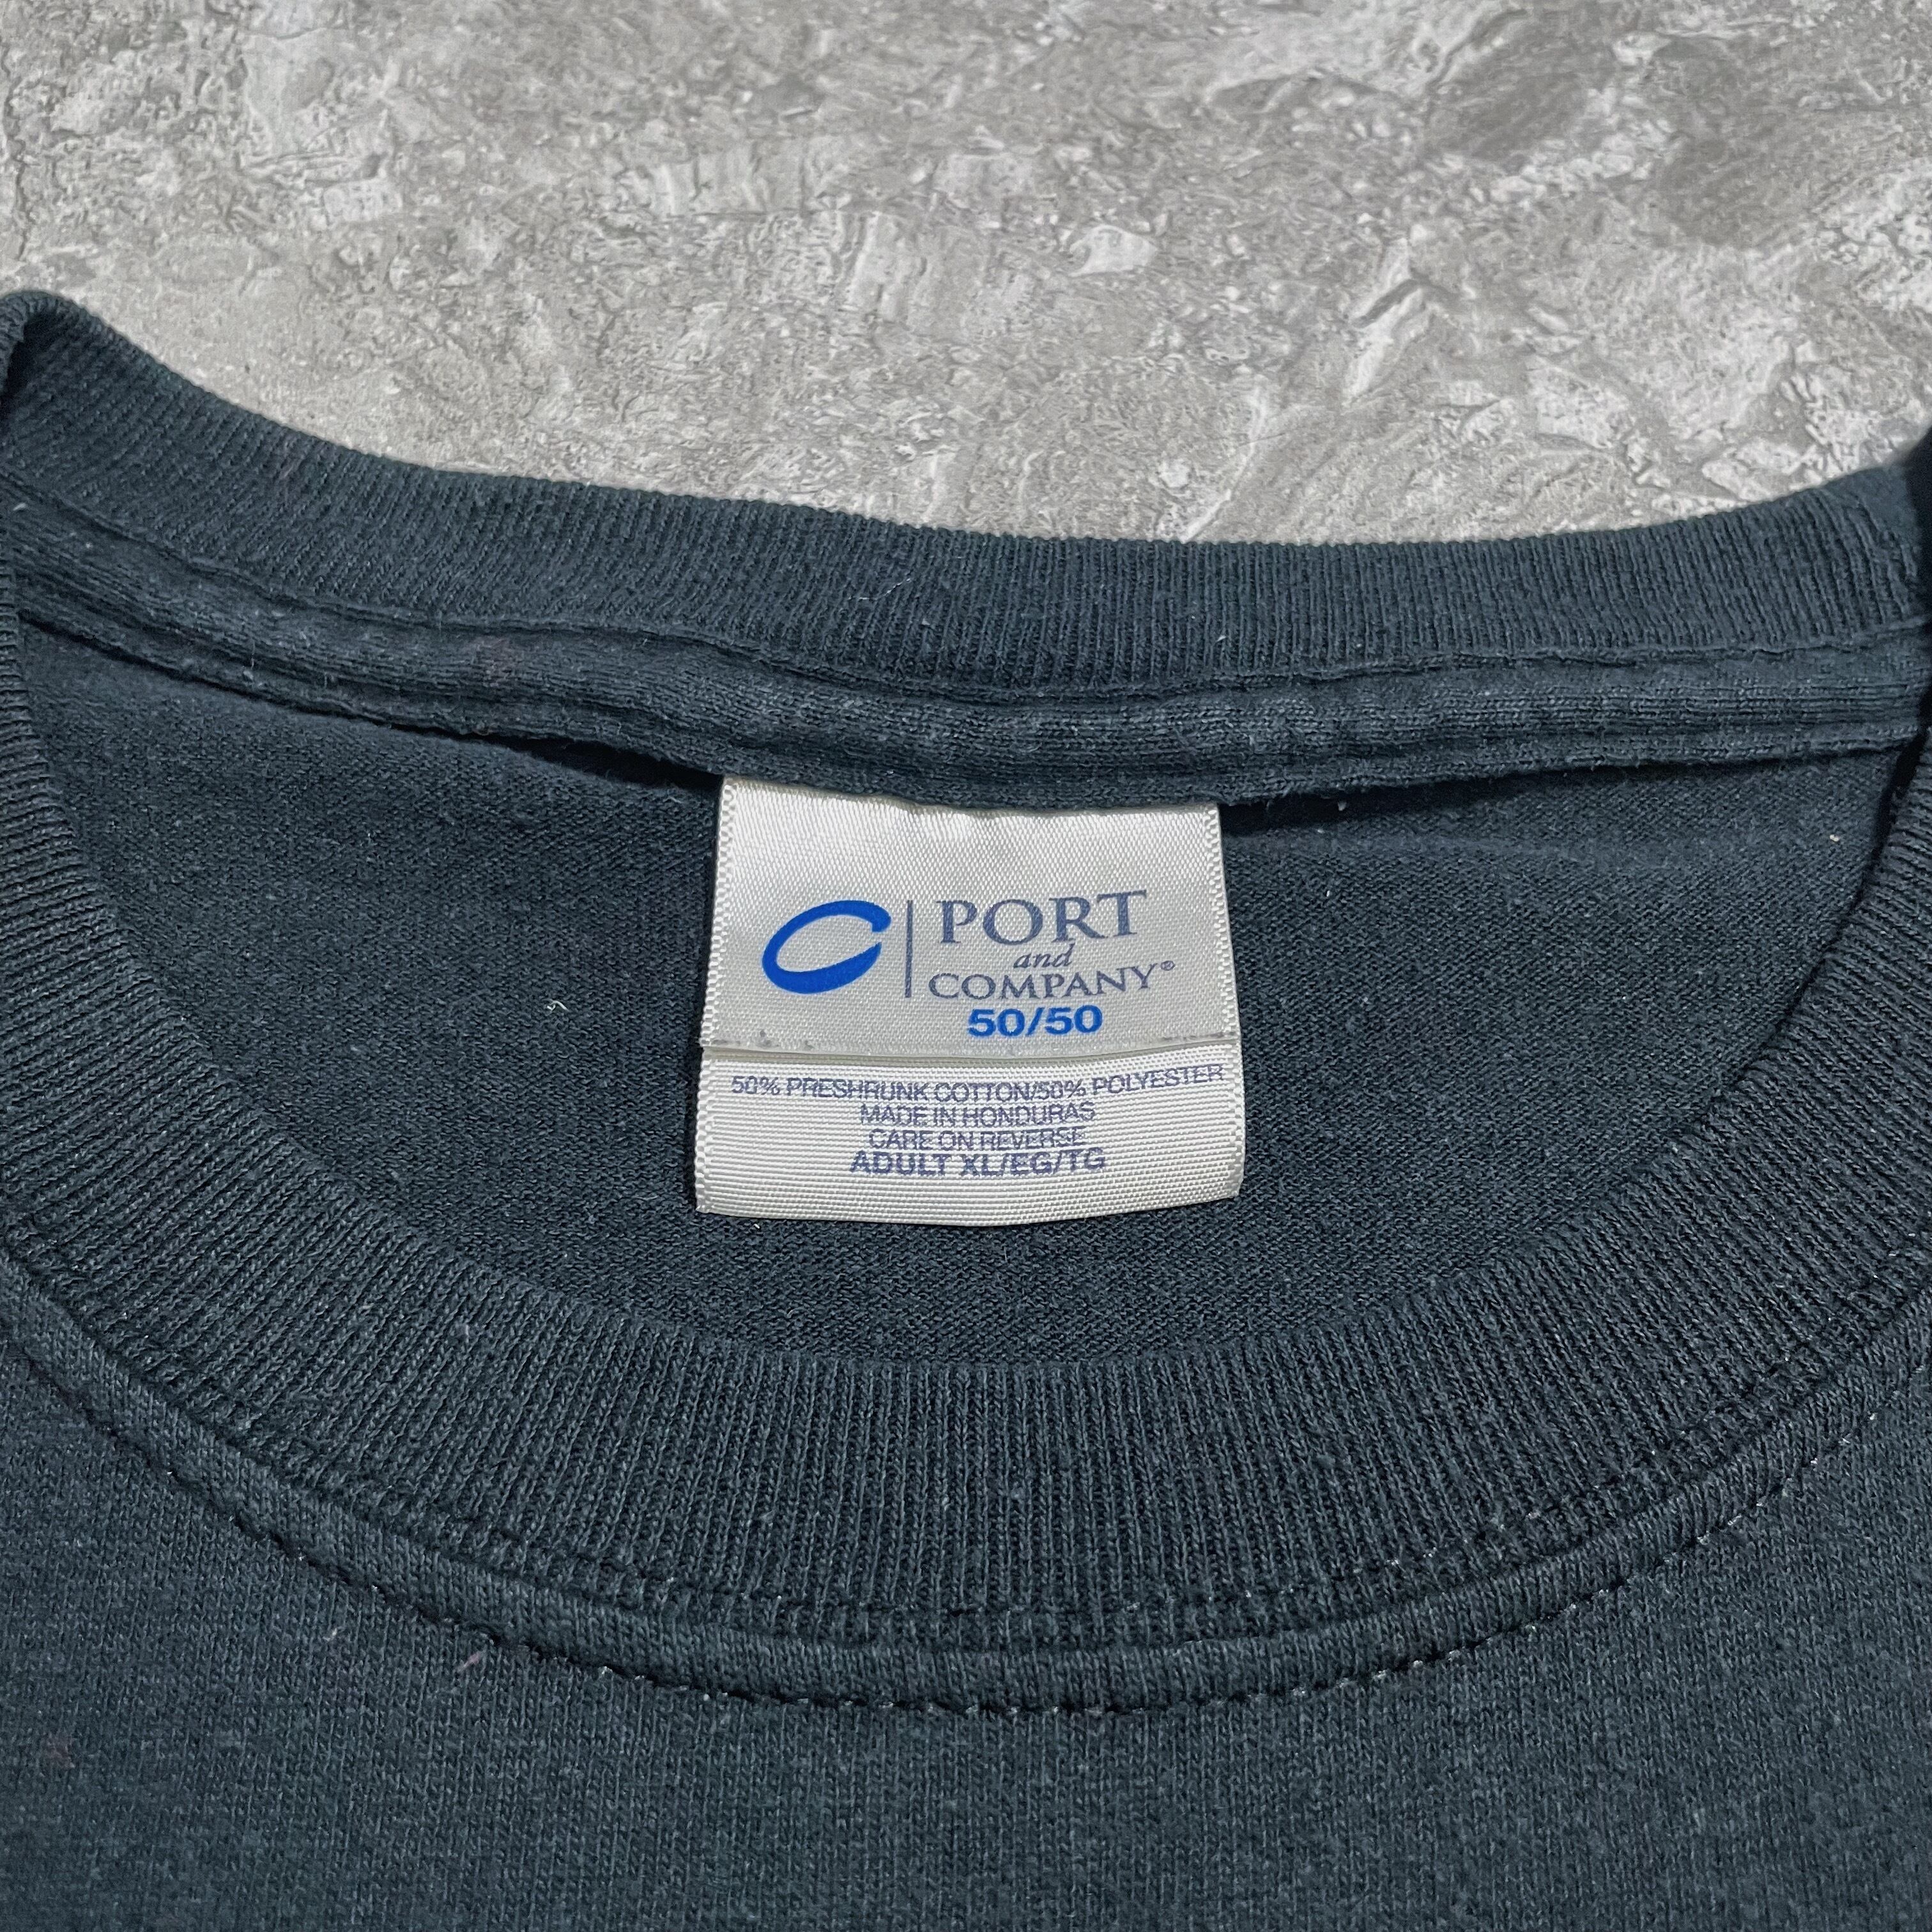 PORT
and
COMPANY®
50/50
50% PRESHRUNK COTTON/50% POLYESTER
MADE IN HONDURAS
CARE ON REVERSE
ADULT XL/EG/TG